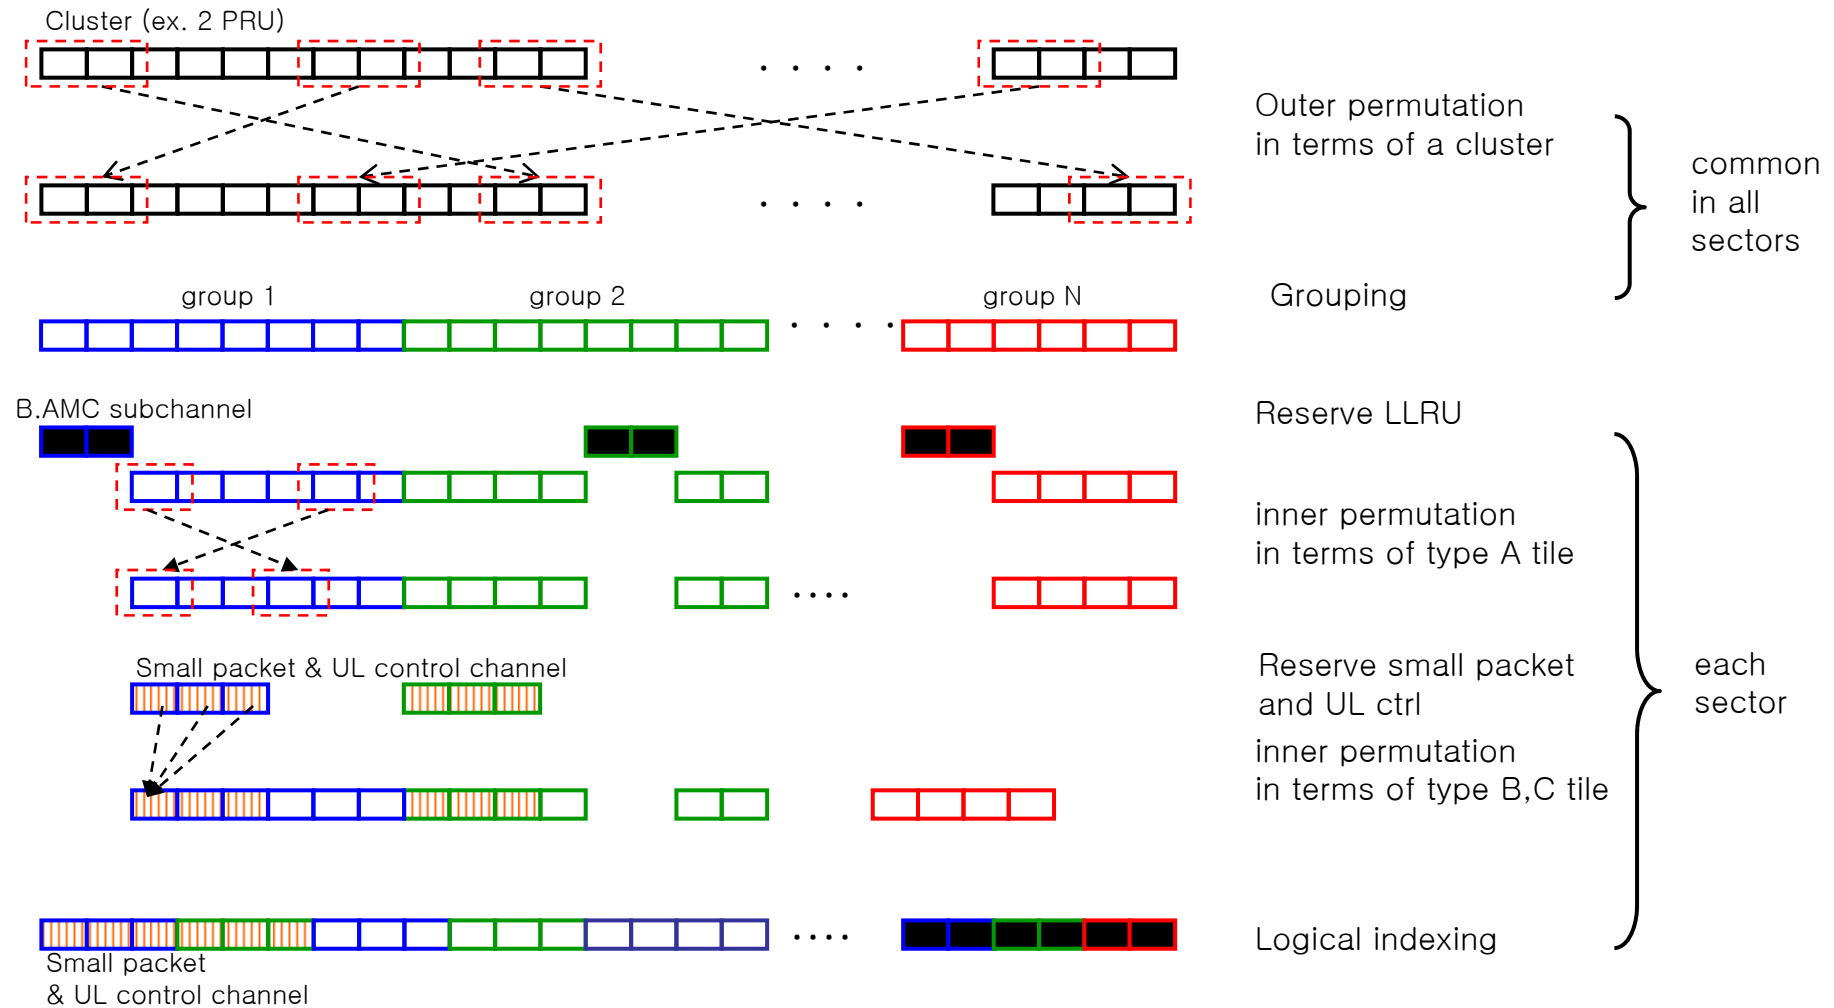 Cluster (ex. 2 PRU)
Outer permutation
in terms of a cluster
common
in all
sectors
group 1
group 2
group N
Grouping
B.AMC subchannel
Reserve LLRU
inner permutation
in terms of type A tile
Small packet & UL control channel
Reserve small packet
and UL ctrl
each
sector
inner permutation
in terms of type B,C tile
Logical indexing
Small packet
& UL control channel